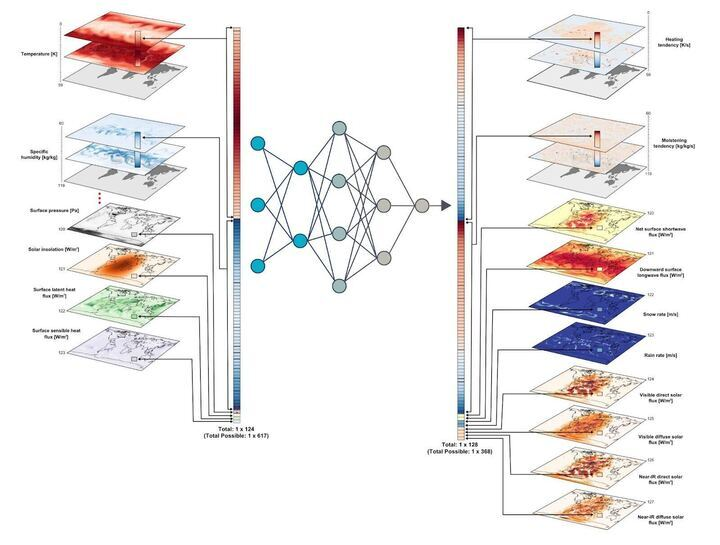 0
Temperature [K]
59
60
Specific
humidity [kg/kg]
119
Surface pressure [Pa]
120
Solar insolation [W/m²]
121
Surface latent heat
flux [W/m²]
122
Surface sensible heat
flux [W/m²]
123
Total: 1 x 124
(Total Possible: 1 x 617)
0
Heating
tendency [K/s]
59
60
Moistening
tendency [kg/kg/s]
119
120
Net surface shortwave
flux [W/m²]
121
Downward surface
longwave flux [W/m²]
122
Snow rate [m/s]
123
Rain rate [m/s]
124
Visible direct solar
flux [W/m²]
125
Visible diffuse solar
flux [W/m²]
126
Near-IR direct solar
flux [W/m²]
127
Near-IR diffuse solar
flux [W/m²]
Total: 1 x 128
(Total Possible: 1 x 368)